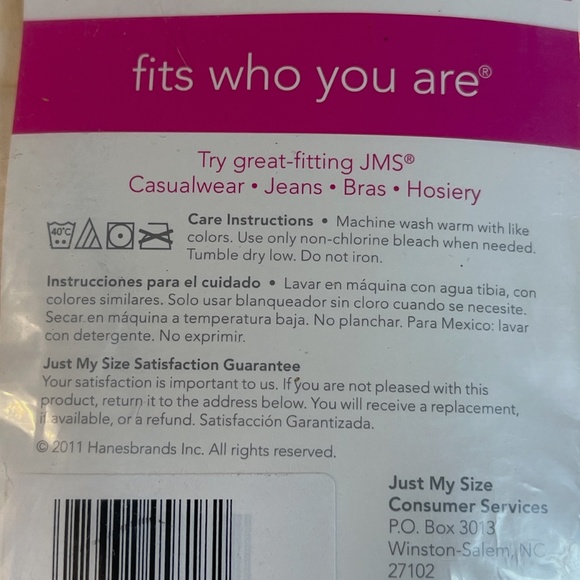 fits who you are®
Try great-fitting JMS®
Casualwear • Jeans • Bras • Hosiery
40°C
Care Instructions • Machine wash warm with like
colors. Use only non-chlorine bleach when needed.
Tumble dry low. Do not iron.
Instrucciones para el cuidado • Lavar en máquina con agua tibia, con
colores similares. Solo usar blanqueador sin cloro cuando se necesite.
Secar en máquina a temperatura baja. No planchar. Para Mexico: lavar
con detergente. No exprimir.
Just My Size Satisfaction Guarantee
Your satisfaction is important to us. If you are not pleased with this
product, return it to the address below. You will receive a replacement,
if available, or a refund. Satisfacción Garantizada.
© 2011 Hanesbrands Inc. All rights reserved.
Just My Size
Consumer Services
P.O. Box 3013
Winston-Salem, NC
27102